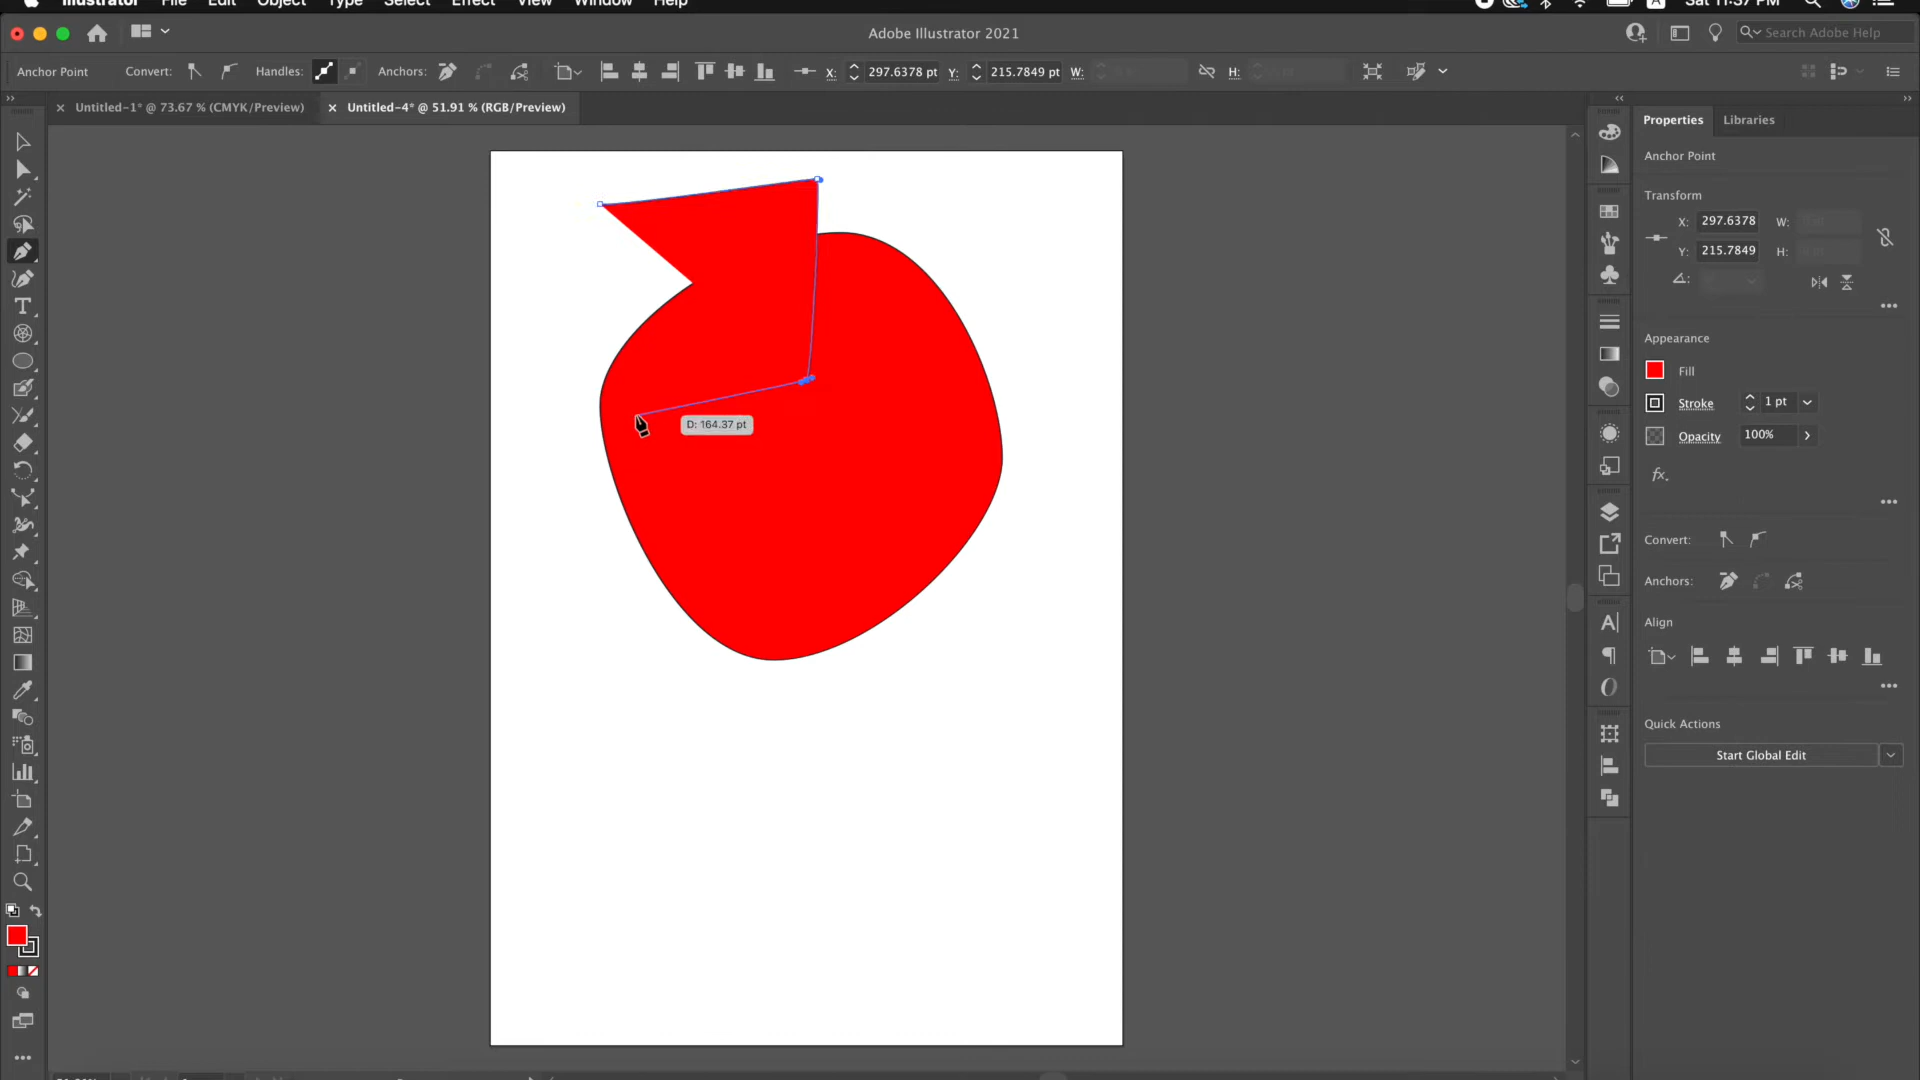 Illustrator File Edit Object Type Select Effect View Window Help
A Sat 11:37 PM
Adobe Illustrator 2021
Search Adobe Help
Anchor Point Convert: Handles: Anchors: X: 297.6378 pt Y: 215.7849 pt W: H:
Untitled-1* @ 73.67 % (CMYK/Preview)
Untitled-4* @ 51.91 % (RGB/Preview)
Properties Libraries
Anchor Point
Transform
X: 297.6378 W:
Y: 215.7849 H:
Appearance
Fill
Stroke 1 pt
Opacity 100%
fx.
D: 164.37 pt
Convert:
Anchors:
Align
Quick Actions
Start Global Edit